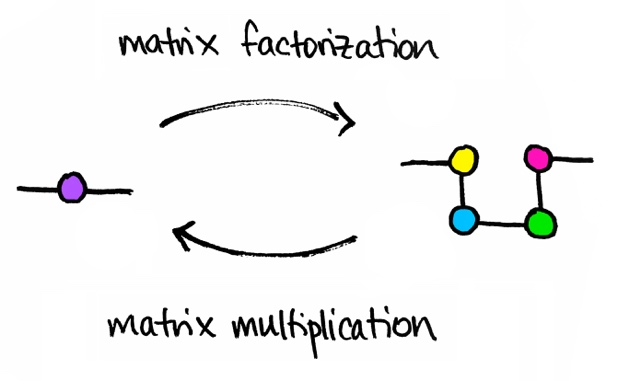 matrix factorization
matrix multiplication